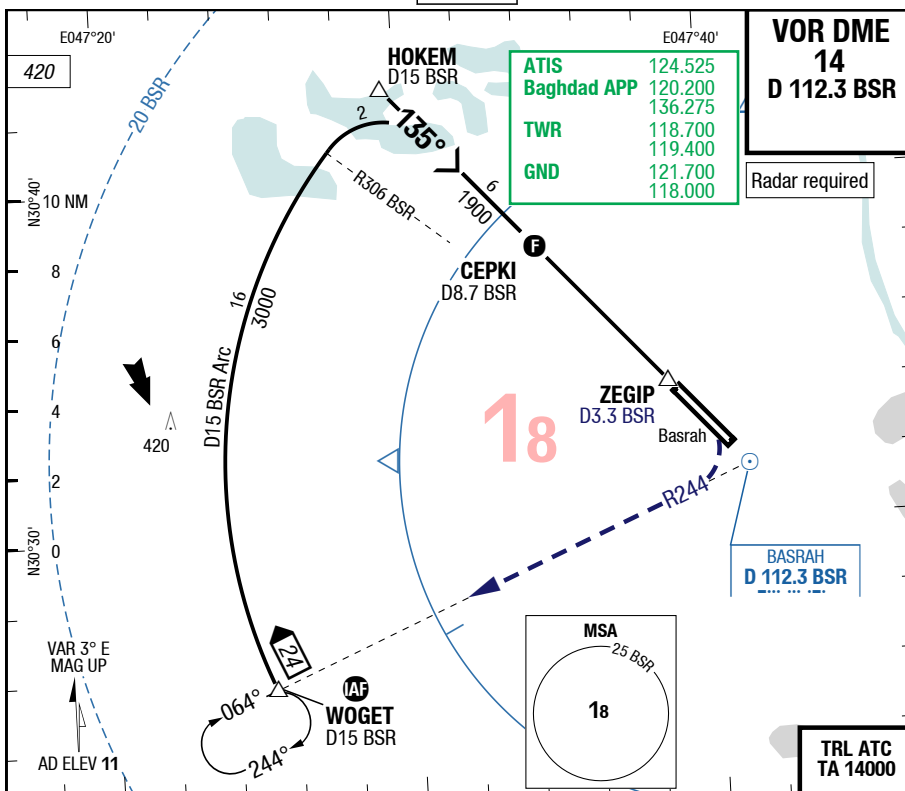 E047°20'
E047°40'
VOR DME
14
D 112.3 BSR
420
20 BSR
HOKEM
D15 BSR
ATIS 124.525
Baghdad APP 120.200
136.275
TWR 118.700
119.400
GND 121.700
118.000
Radar required
2
135°
R306 BSR
6
1900
N30°40'
10 NM
8
6
4
2
0
N30°30'
CEPKI
F
D8.7 BSR
16
3000
D15 BSR Arc
420
18
ZEGIP
D3.3 BSR
Basrah
R244
BASRAH
D 112.3 BSR
VAR 3° E
MAG UP
AD ELEV 11
24
IAF
WOGET
D15 BSR
064°
244°
MSA
25 BSR
18
TRL ATC
TA 14000